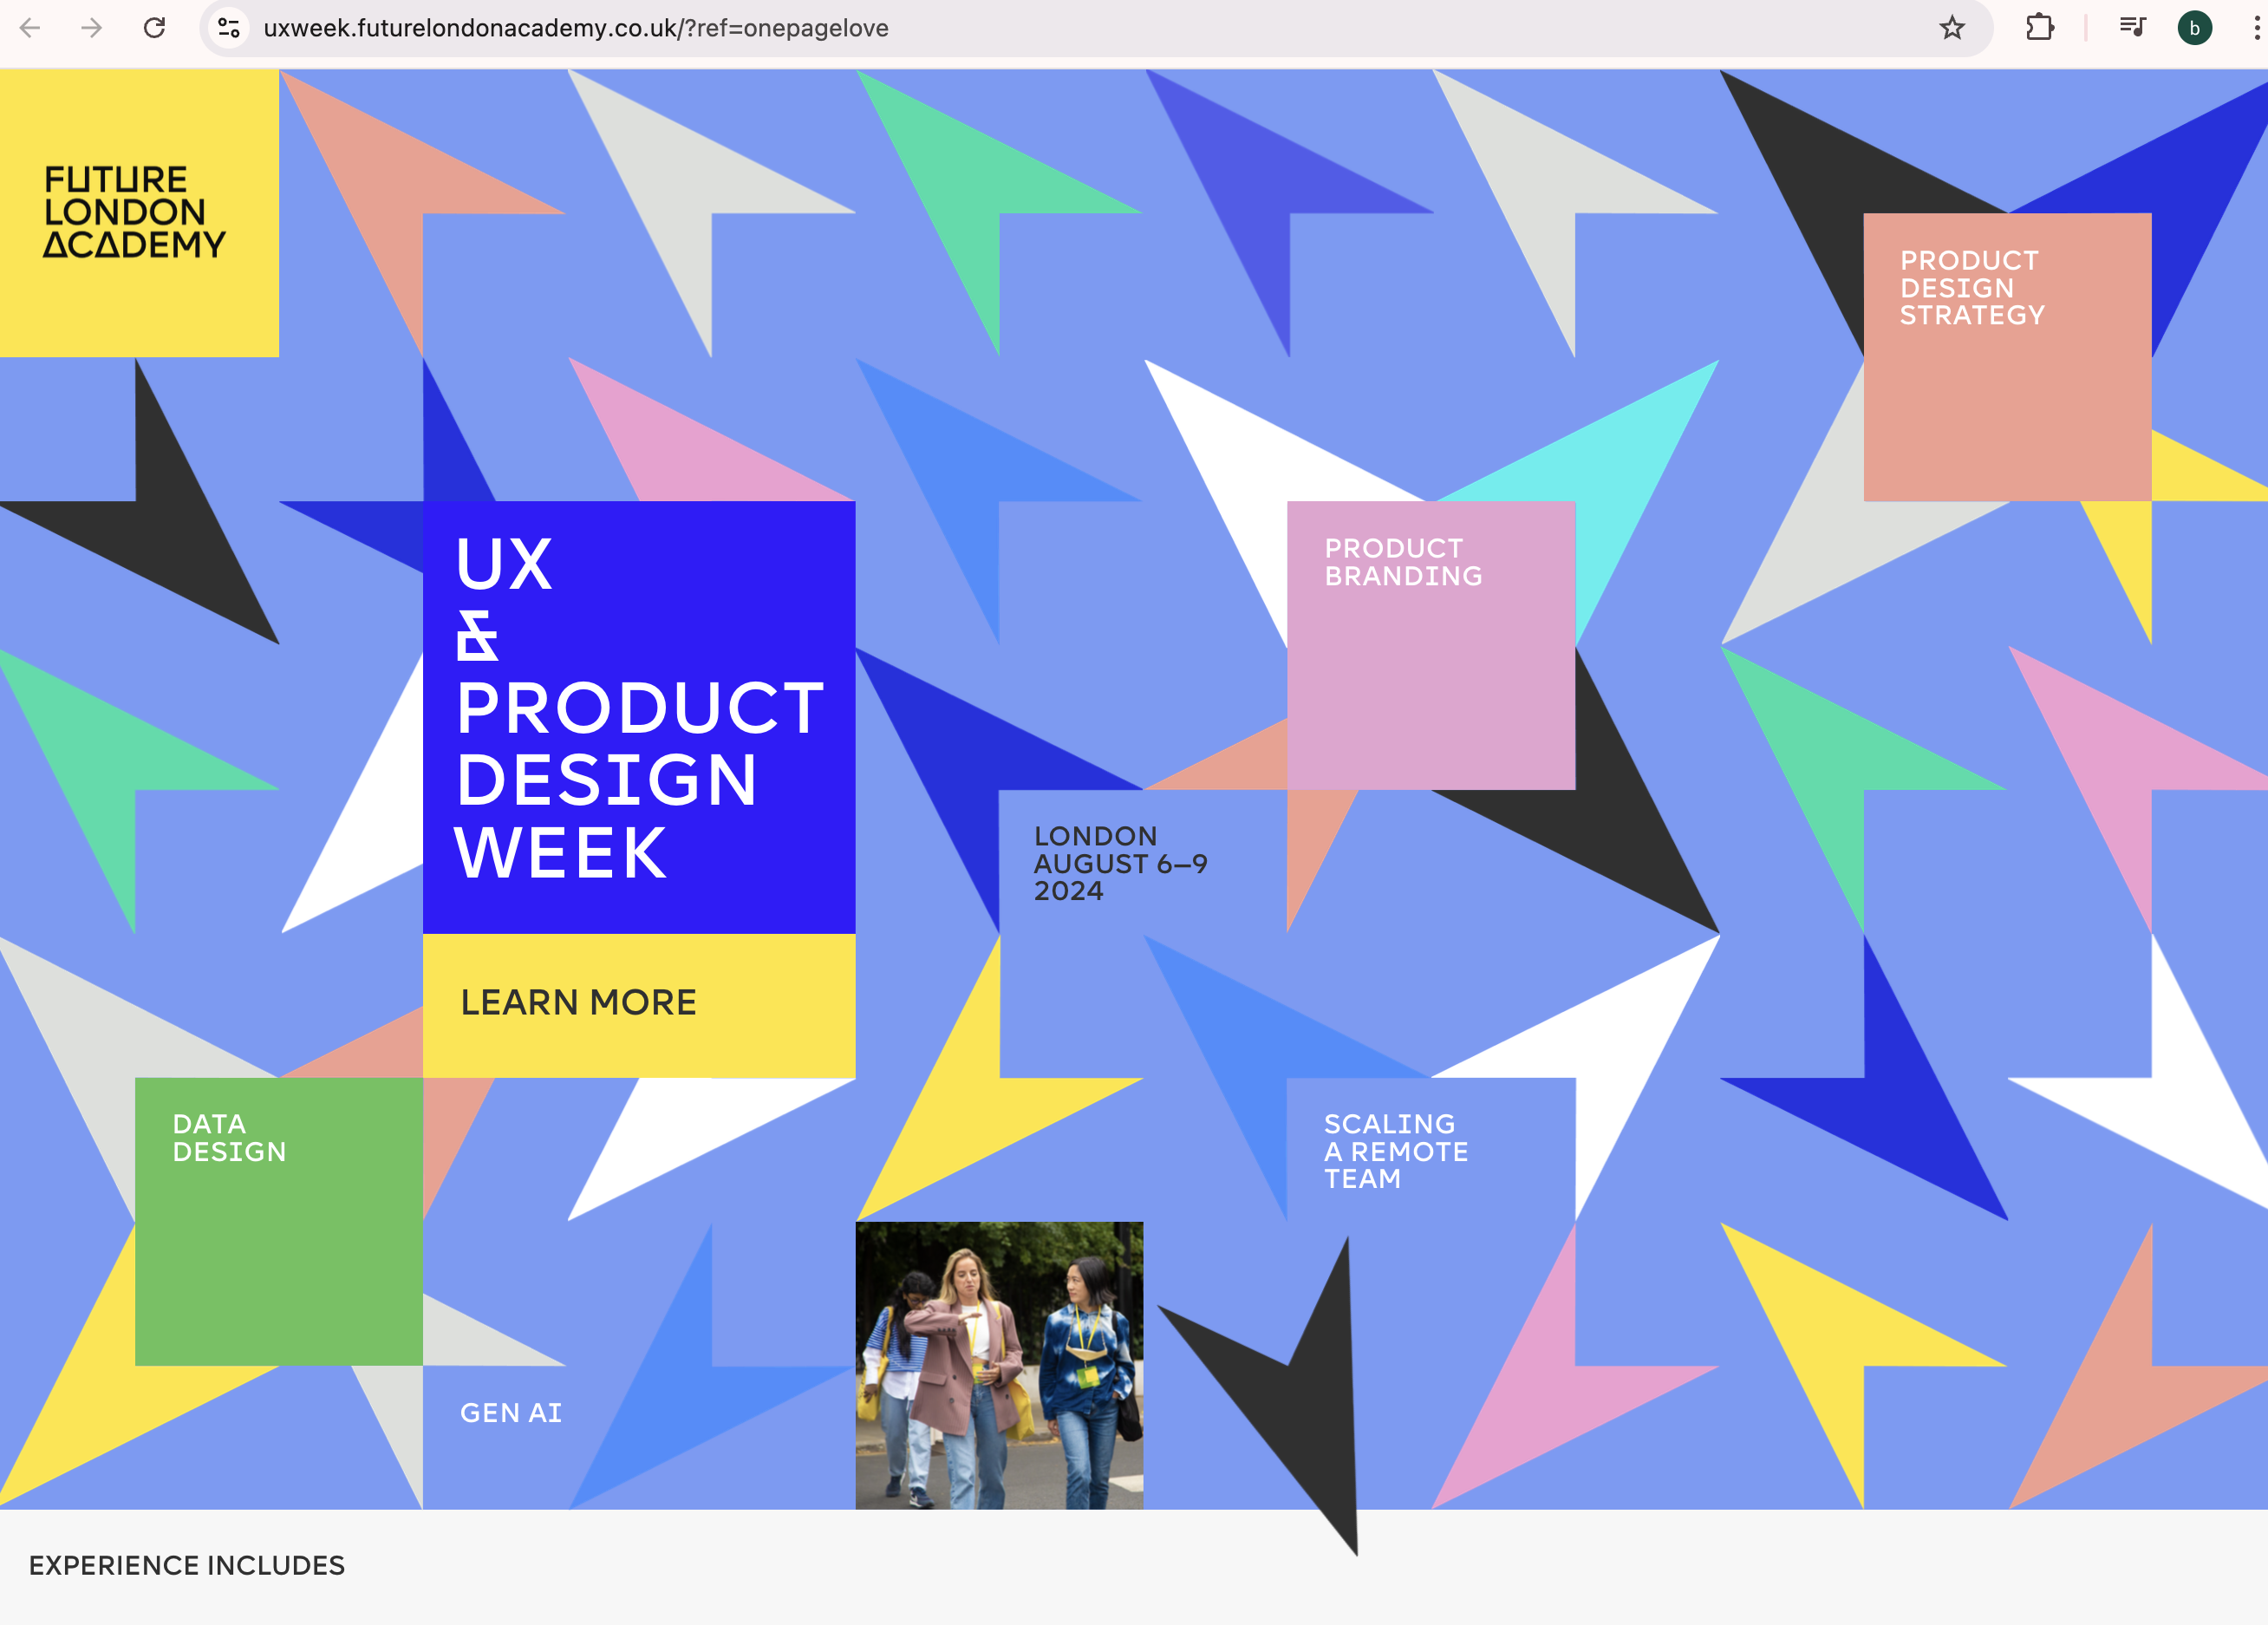 uxweek.futurelondonacademy.co.uk/?ref=onepagelove
b
FUTURE
LONDON
ACADEMY
PRODUCT
DESIGN
STRATEGY
UX
&
PRODUCT
DESIGN
WEEK
PRODUCT
BRANDING
LONDON
AUGUST 6–9
2024
LEARN MORE
DATA
DESIGN
SCALING
A REMOTE
TEAM
GEN AI
EXPERIENCE INCLUDES